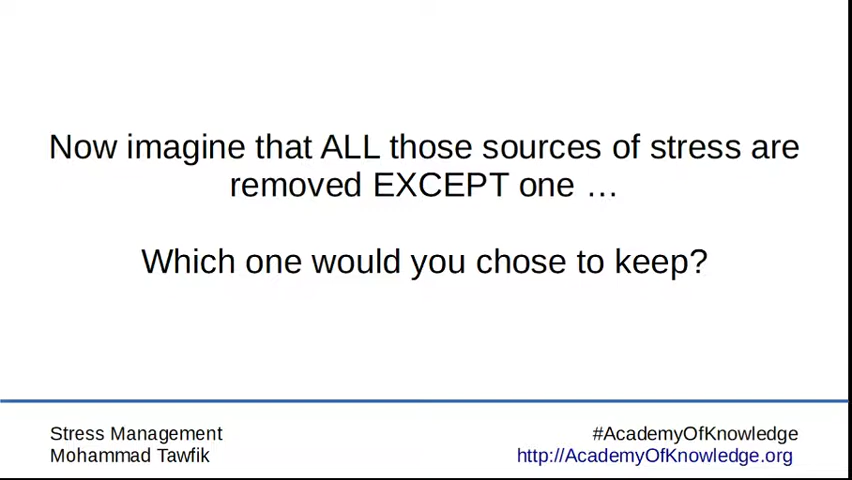 Now imagine that ALL those sources of stress are
removed EXCEPT one …
Which one would you chose to keep?
Stress Management
Mohammad Tawfik
#AcademyOfKnowledge
http://AcademyOfKnowledge.org